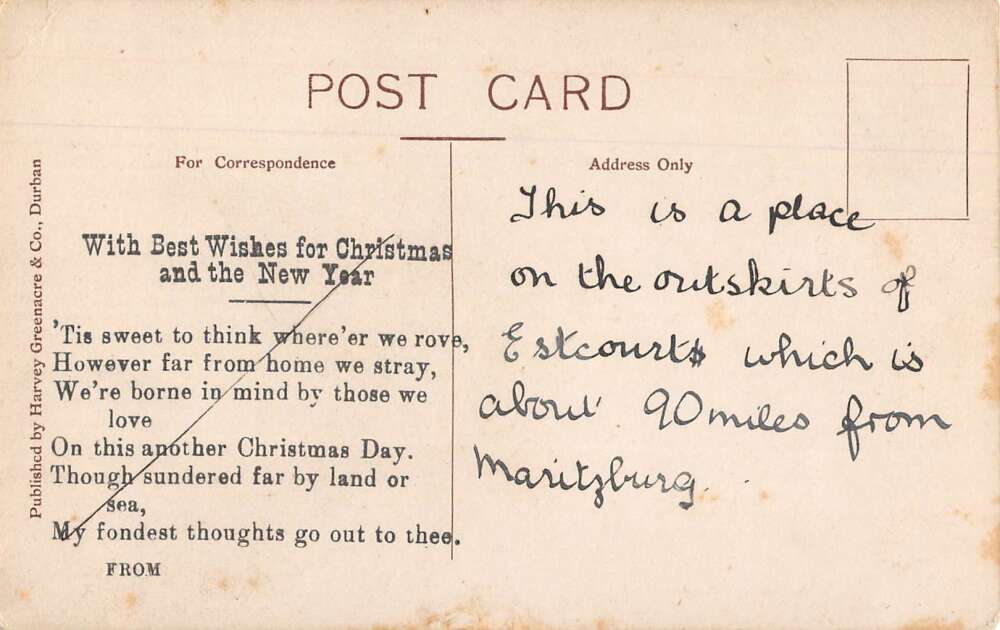 POST CARD
For Correspondence
Address Only
Published by Harvey Greenacre & Co., Durban
With Best Wishes for Christmas
and the New Year
'Tis sweet to think where'er we rove,
However far from home we stray,
We're borne in mind by those we
love
On this another Christmas Day.
Though sundered far by land or
sea,
My fondest thoughts go out to thee.
FROM
This is a place
on the outskirts of
Estcourt which is
about 90 miles from
Maritzburg.